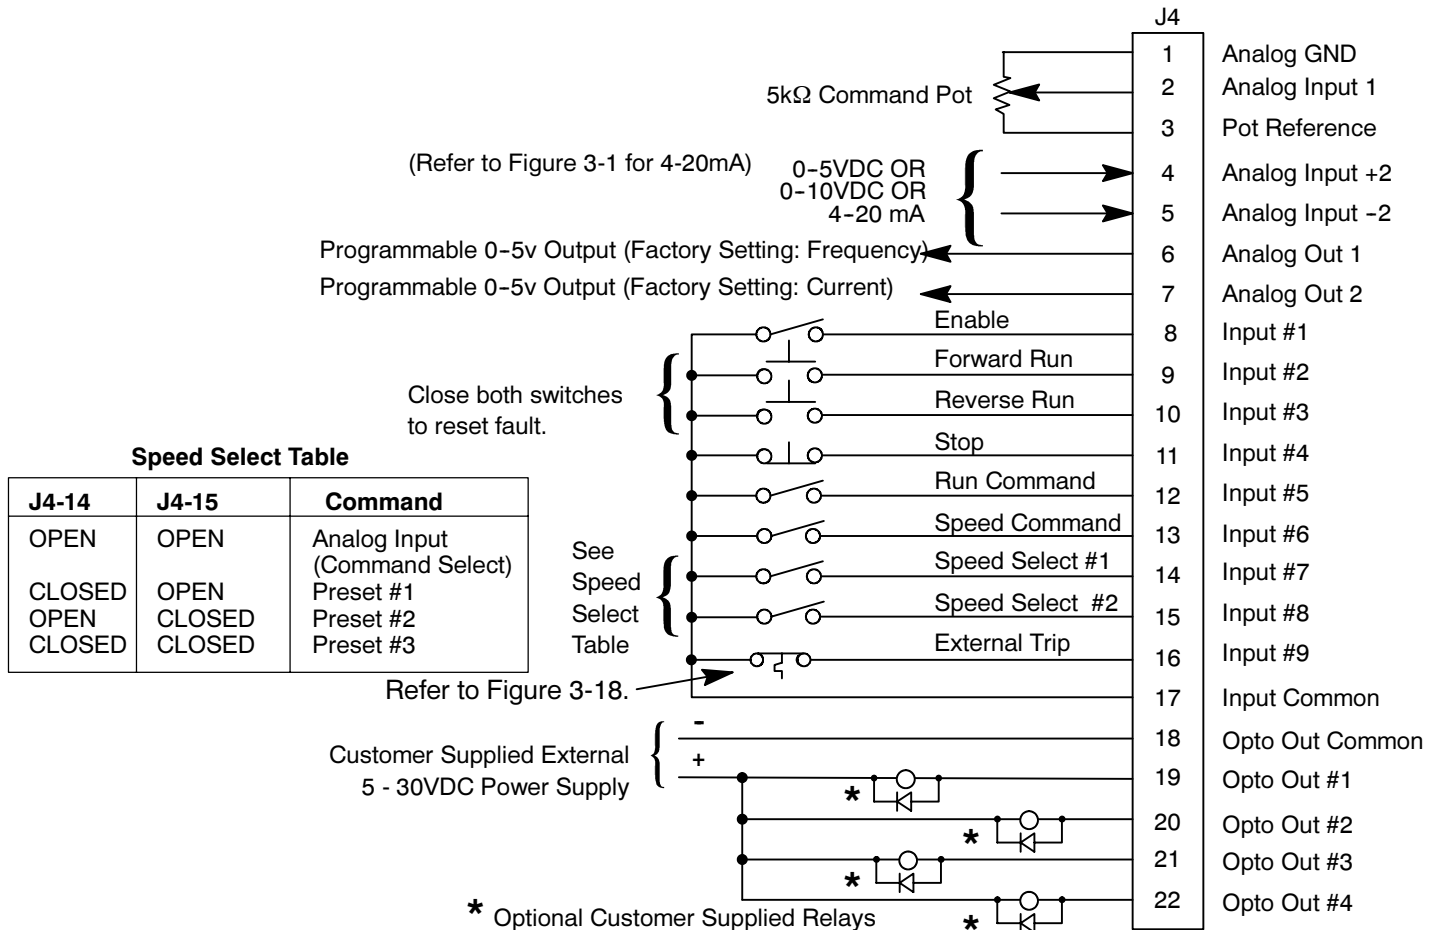 J4
1 Analog GND
5kΩ Command Pot 2 Analog Input 1
3 Pot Reference
(Refer to Figure 3-1 for 4-20mA)
0-5VDC OR
0-10VDC OR
4-20 mA
4 Analog Input +2
5 Analog Input -2
Programmable 0-5v Output (Factory Setting: Frequency) 6 Analog Out 1
Programmable 0-5v Output (Factory Setting: Current) 7 Analog Out 2
Enable 8 Input #1
Forward Run 9 Input #2
Close both switches
to reset fault.
Reverse Run 10 Input #3
Stop 11 Input #4
Run Command 12 Input #5
Speed Command 13 Input #6
Speed Select #1 14 Input #7
Speed Select #2 15 Input #8
External Trip 16 Input #9
See
Speed
Select
Table
Speed Select Table
J4-14 J4-15 Command
OPEN OPEN Analog Input
(Command Select)
CLOSED OPEN Preset #1
OPEN CLOSED Preset #2
CLOSED CLOSED Preset #3
Refer to Figure 3-18.
17 Input Common
- 18 Opto Out Common
Customer Supplied External
5 - 30VDC Power Supply
+
* 19 Opto Out #1
* 20 Opto Out #2
* 21 Opto Out #3
* 22 Opto Out #4
* Optional Customer Supplied Relays